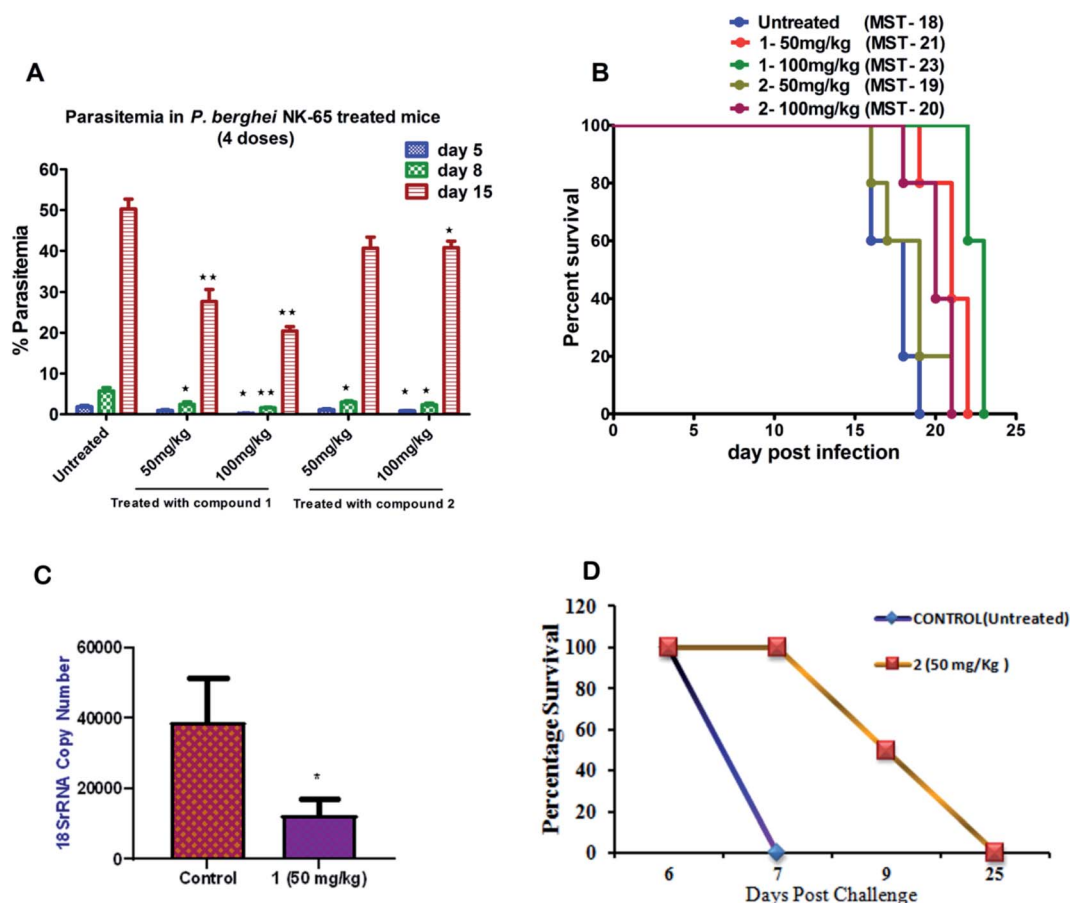 A
Parasitemia in P. berghei NK-65 treated mice
(4 doses)
day 5
day 8
day 15
% Parasitemia
60
50
40
30
20
10
0
★★
★
★★
★
★★
★
★
★
★
Untreated
50mg/kg
100mg/kg
50mg/kg
100mg/kg
Treated with compound 1
Treated with compound 2
B
Untreated (MST- 18)
1- 50mg/kg (MST- 21)
1- 100mg/kg (MST- 23)
2- 50mg/kg (MST- 19)
2- 100mg/kg (MST- 20)
Percent survival
100
80
60
40
20
0
0
5
10
15
20
25
day post infection
C
18SrRNA Copy Number
60000
40000
20000
0
*
Control
1 (50 mg/kg)
D
Percentage Survival
120
100
80
60
40
20
0
CONTROL(Untreated)
2 (50 mg/Kg )
6
7
9
25
Days Post Challenge